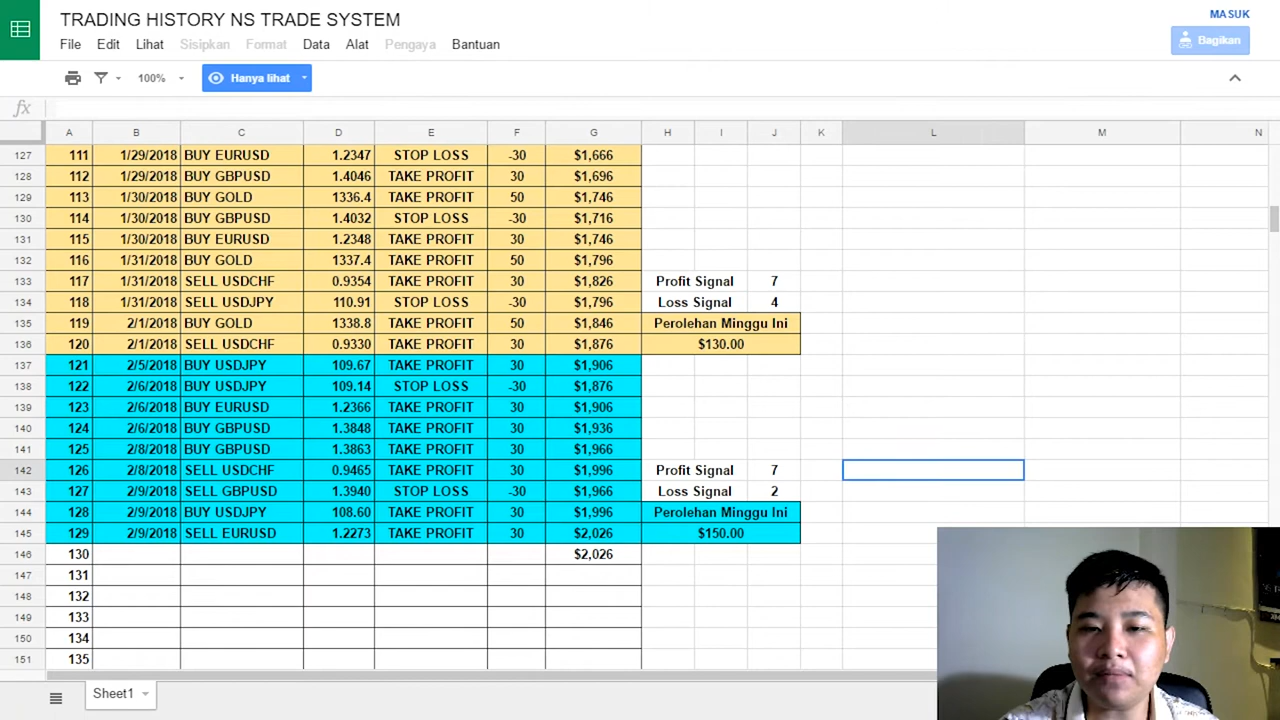 TRADING HISTORY NS TRADE SYSTEM
MASUK
File Edit Lihat Sisipkan Format Data Alat Pengaya Bantuan
Bagikan
100% Hanya lihat
fx
A B C D E F G H I J K L M N
127 111 1/29/2018 BUY EURUSD 1.2347 STOP LOSS -30 $1,666
128 112 1/29/2018 BUY GBPUSD 1.4046 TAKE PROFIT 30 $1,696
129 113 1/30/2018 BUY GOLD 1336.4 TAKE PROFIT 50 $1,746
130 114 1/30/2018 BUY GBPUSD 1.4032 STOP LOSS -30 $1,716
131 115 1/30/2018 BUY EURUSD 1.2348 TAKE PROFIT 30 $1,746
132 116 1/31/2018 BUY GOLD 1337.4 TAKE PROFIT 50 $1,796
133 117 1/31/2018 SELL USDCHF 0.9354 TAKE PROFIT 30 $1,826 Profit Signal 7
134 118 1/31/2018 SELL USDJPY 110.91 STOP LOSS -30 $1,796 Loss Signal 4
135 119 2/1/2018 BUY GOLD 1338.8 TAKE PROFIT 50 $1,846 Perolehan Minggu Ini
136 120 2/1/2018 SELL USDCHF 0.9330 TAKE PROFIT 30 $1,876 $130.00
137 121 2/5/2018 BUY USDJPY 109.67 TAKE PROFIT 30 $1,906
138 122 2/6/2018 BUY USDJPY 109.14 STOP LOSS -30 $1,876
139 123 2/6/2018 BUY EURUSD 1.2366 TAKE PROFIT 30 $1,906
140 124 2/6/2018 BUY GBPUSD 1.3848 TAKE PROFIT 30 $1,936
141 125 2/8/2018 BUY GBPUSD 1.3863 TAKE PROFIT 30 $1,966
142 126 2/8/2018 SELL USDCHF 0.9465 TAKE PROFIT 30 $1,996 Profit Signal 7
143 127 2/9/2018 SELL GBPUSD 1.3940 STOP LOSS -30 $1,966 Loss Signal 2
144 128 2/9/2018 BUY USDJPY 108.60 TAKE PROFIT 30 $1,996 Perolehan Minggu Ini
145 129 2/9/2018 SELL EURUSD 1.2273 TAKE PROFIT 30 $2,026 $150.00
146 130 $2,026
147 131
148 132
149 133
150 134
151 135
Sheet1